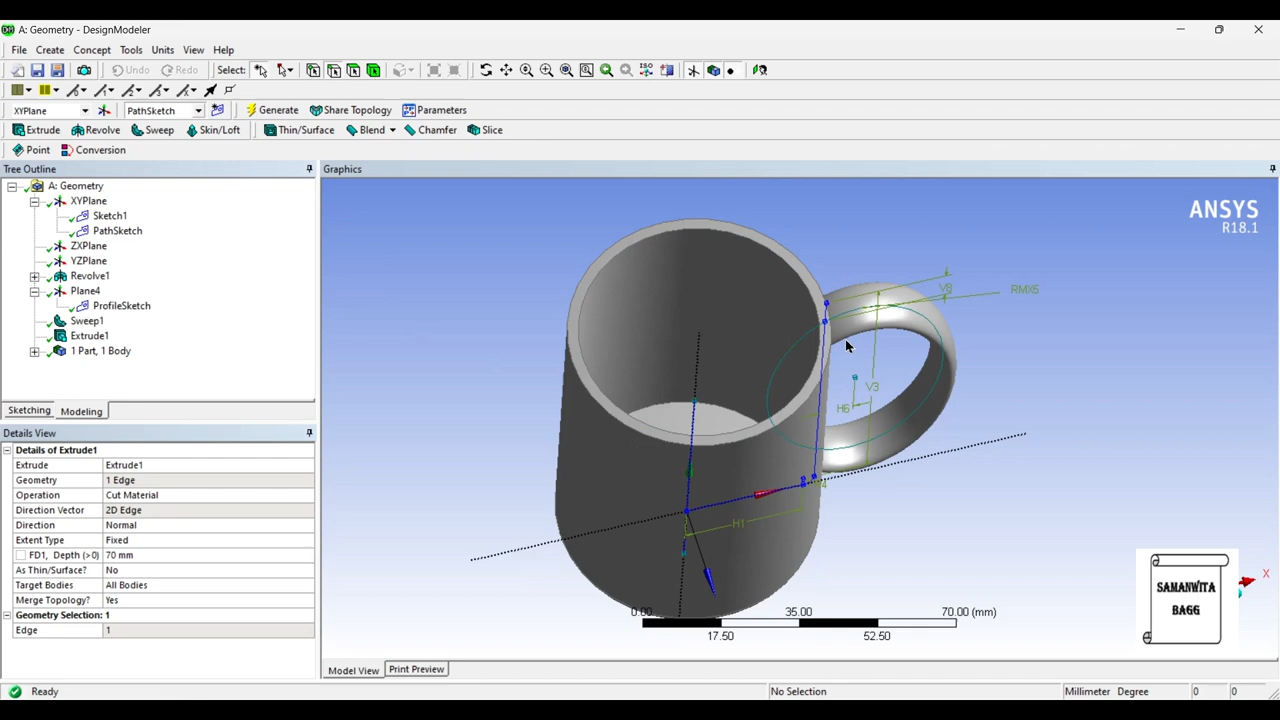 A: Geometry - DesignModeler
File Create Concept Tools Units View Help
Undo Redo Select: ISO
XYPlane PathSketch Generate Share Topology Parameters
Extrude Revolve Sweep Skin/Loft Thin/Surface Blend Chamfer Slice
Point Conversion
Tree Outline
A: Geometry
XYPlane
Sketch1
PathSketch
ZXPlane
YZPlane
Revolve1
Plane4
ProfileSketch
Sweep1
Extrude1
1 Part, 1 Body
Sketching Modeling
Details View
Details of Extrude1
Extrude Extrude1
Geometry 1 Edge
Operation Cut Material
Direction Vector 2D Edge
Direction Normal
Extent Type Fixed
FD1, Depth (>0) 70 mm
As Thin/Surface? No
Target Bodies All Bodies
Merge Topology? Yes
Geometry Selection: 1
Edge 1
Graphics
ANSYS
R18.1
V8
RMX5
V3
H6
H1
0.00 35.00 70.00 (mm)
17.50 52.50
X
SAMANWITA
BAGG
Model View Print Preview
Ready No Selection Millimeter Degree 0 0